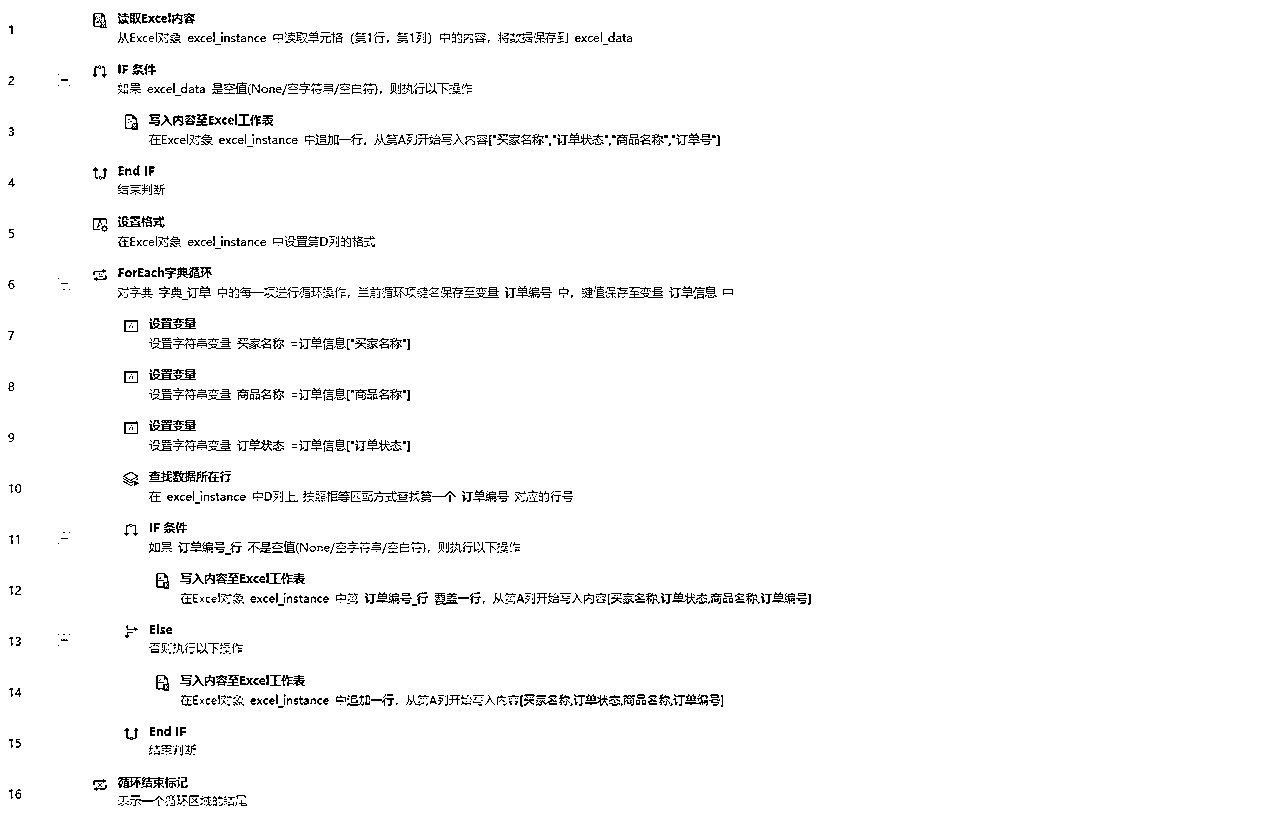 1
读取Excel内容
从Excel对象 excel_instance 中读取单元格 (第1行，第1列) 中的内容，将数据保存到 excel_data
2
IF 条件
如果 excel_data 是空值(None/空字符串/空白符)，则执行以下操作
3
写入内容至Excel工作表
在Excel对象 excel_instance 中追加一行，从第A列开始写入内容["买家名称","订单状态","商品名称","订单号"]
4
End IF
结束判断
5
设置格式
在Excel对象 excel_instance 中设置第D列的格式
6
ForEach字典循环
对字典 字典_订单 中的每一项进行循环操作，当前循环项键名保存至变量 订单编号 中，键值保存至变量 订单信息 中
7
设置变量
设置字符串变量 买家名称 =订单信息["买家名称"]
8
设置变量
设置字符串变量 商品名称 =订单信息["商品名称"]
9
设置变量
设置字符串变量 订单状态 =订单信息["订单状态"]
10
查找数据所在行
在 excel_instance 中D列上, 按照相等匹配方式查找第一个 订单编号 对应的行号
11
IF 条件
如果 订单编号_行 不是空值(None/空字符串/空白符)，则执行以下操作
12
写入内容至Excel工作表
在Excel对象 excel_instance 中第 订单编号_行 覆盖一行，从第A列开始写入内容[买家名称,订单状态,商品名称,订单编号]
13
Else
否则执行以下操作
14
写入内容至Excel工作表
在Excel对象 excel_instance 中追加一行，从第A列开始写入内容[买家名称,订单状态,商品名称,订单编号]
15
End IF
结束判断
16
循环结束标记
表示一个循环区域的结尾